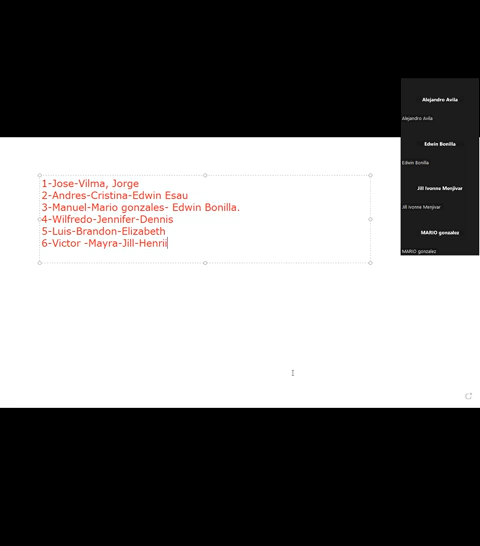 1-Jose-Vilma, Jorge
2-Andres-Cristina-Edwin Esau
3-Manuel-Mario gonzales- Edwin Bonilla.
4-Wilfredo-Jennifer-Dennis
5-Luis-Brandon-Elizabeth
6-Victor -Mayra-Jill-Henrii
Alejandro Avila
Alejandro Avila
Edwin Bonilla
Edwin Bonilla
Jill Ivonne Menjivar
Jill Ivonne Menjivar
MARIO gonzalez
MARIO gonzalez